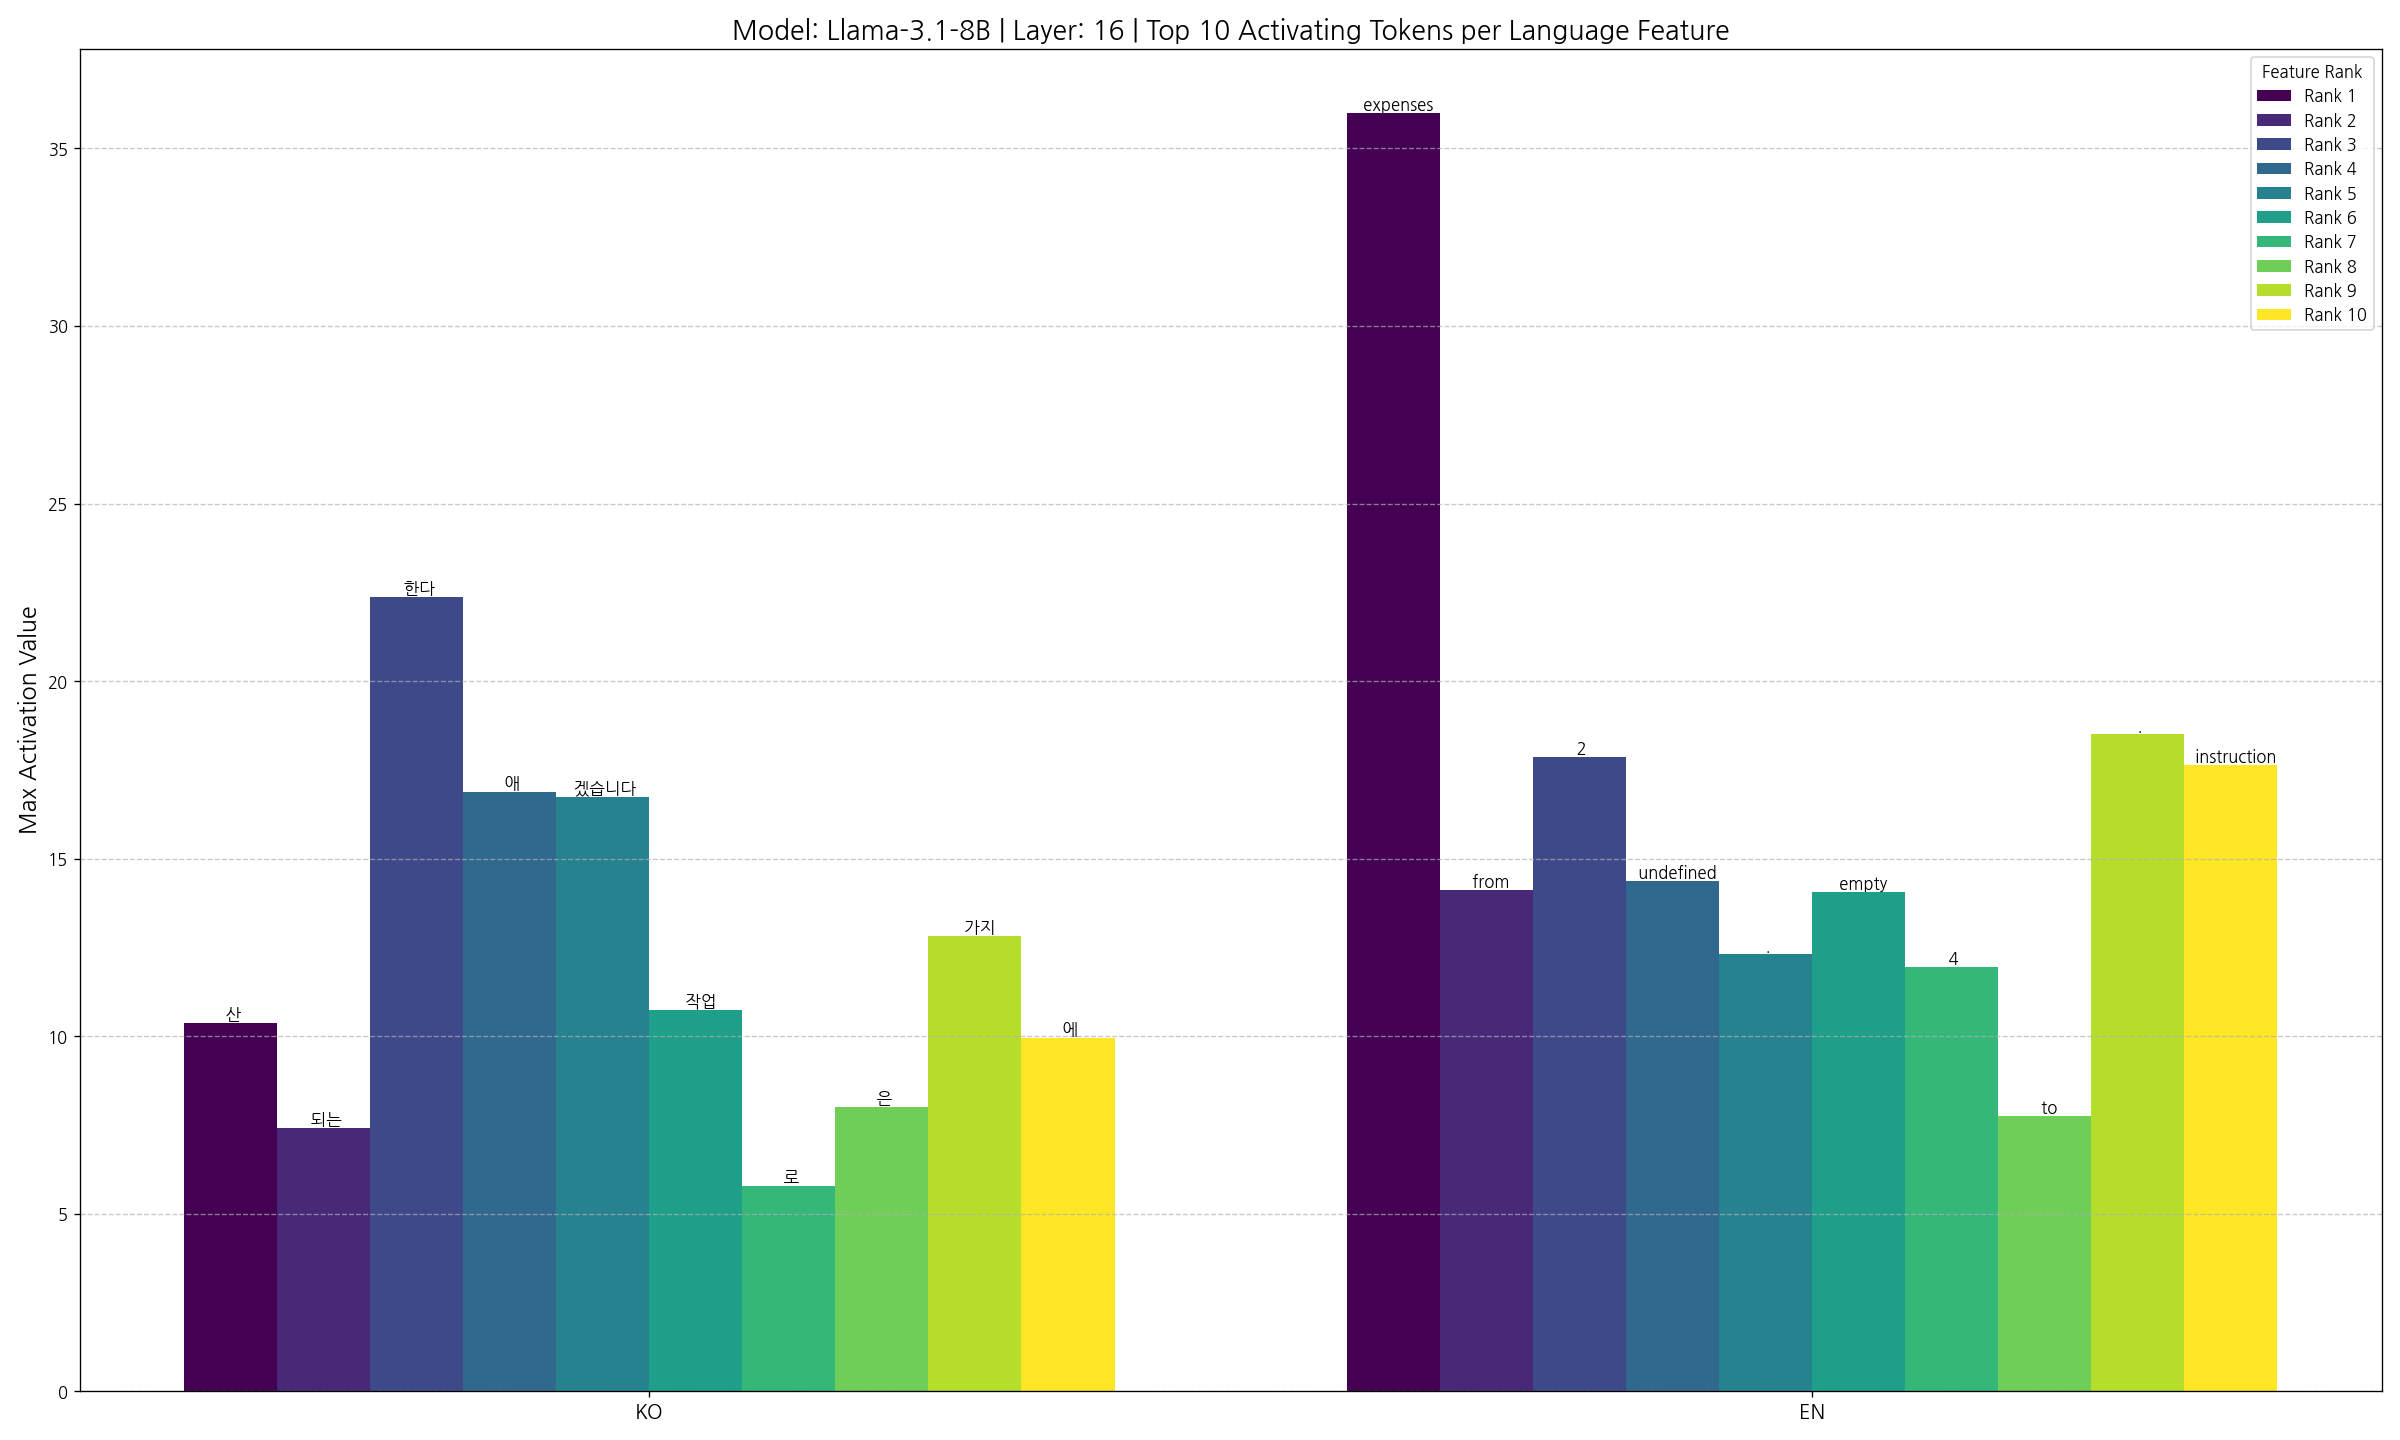 Model: Llama-3.1-8B | Layer: 16 | Top 10 Activating Tokens per Language Feature
Feature Rank
Rank 1
Rank 2
Rank 3
Rank 4
Rank 5
Rank 6
Rank 7
Rank 8
Rank 9
Rank 10
Max Activation Value
35
30
25
20
15
10
5
0
산
되는
한다
애
겠습니다
작업
로
은
가지
에
expenses
from
2
undefined
.
empty
4
to
.
instruction
KO
EN